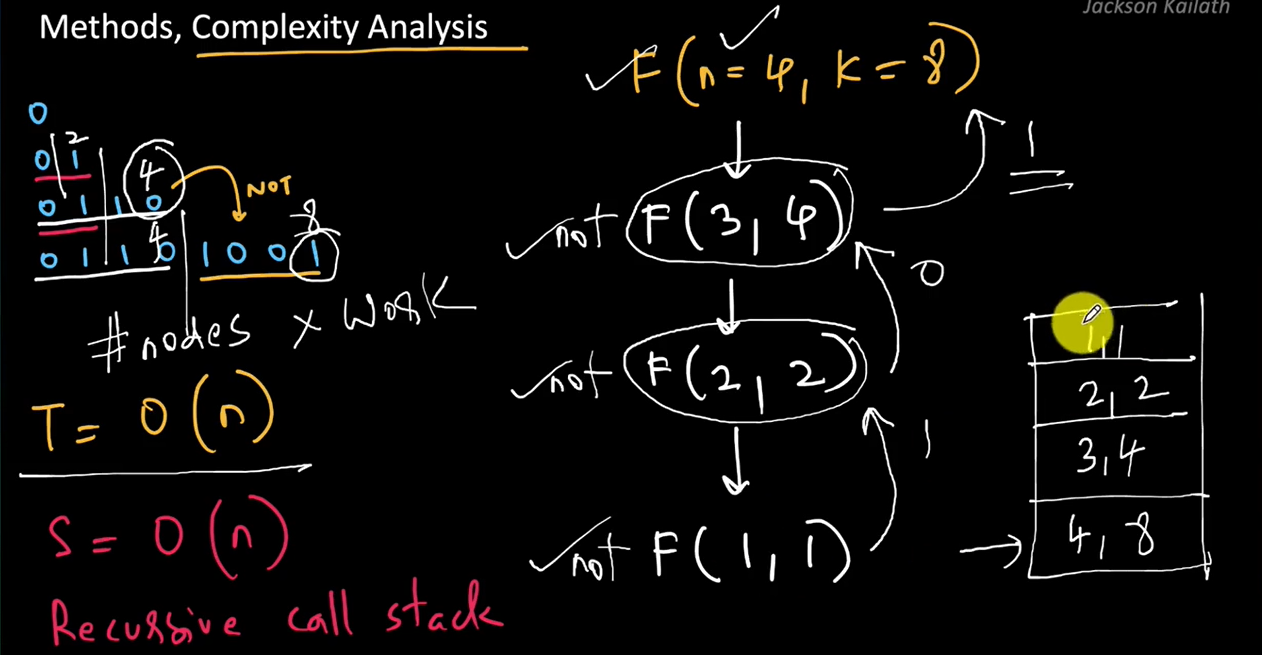 Jackson Kailath
Methods, Complexity Analysis
F(n=4, K=8)
0
0 1 2
0 1 1 0 4
NOT
0 1 1 0 4 1 0 0 1 8
#nodes x Work
T = O(n)
S = O(n)
Recursive call stack
not F(3, 4)
1
not F(2, 2)
0
not F(1, 1)
1
1,1
2,2
3,4
4,8